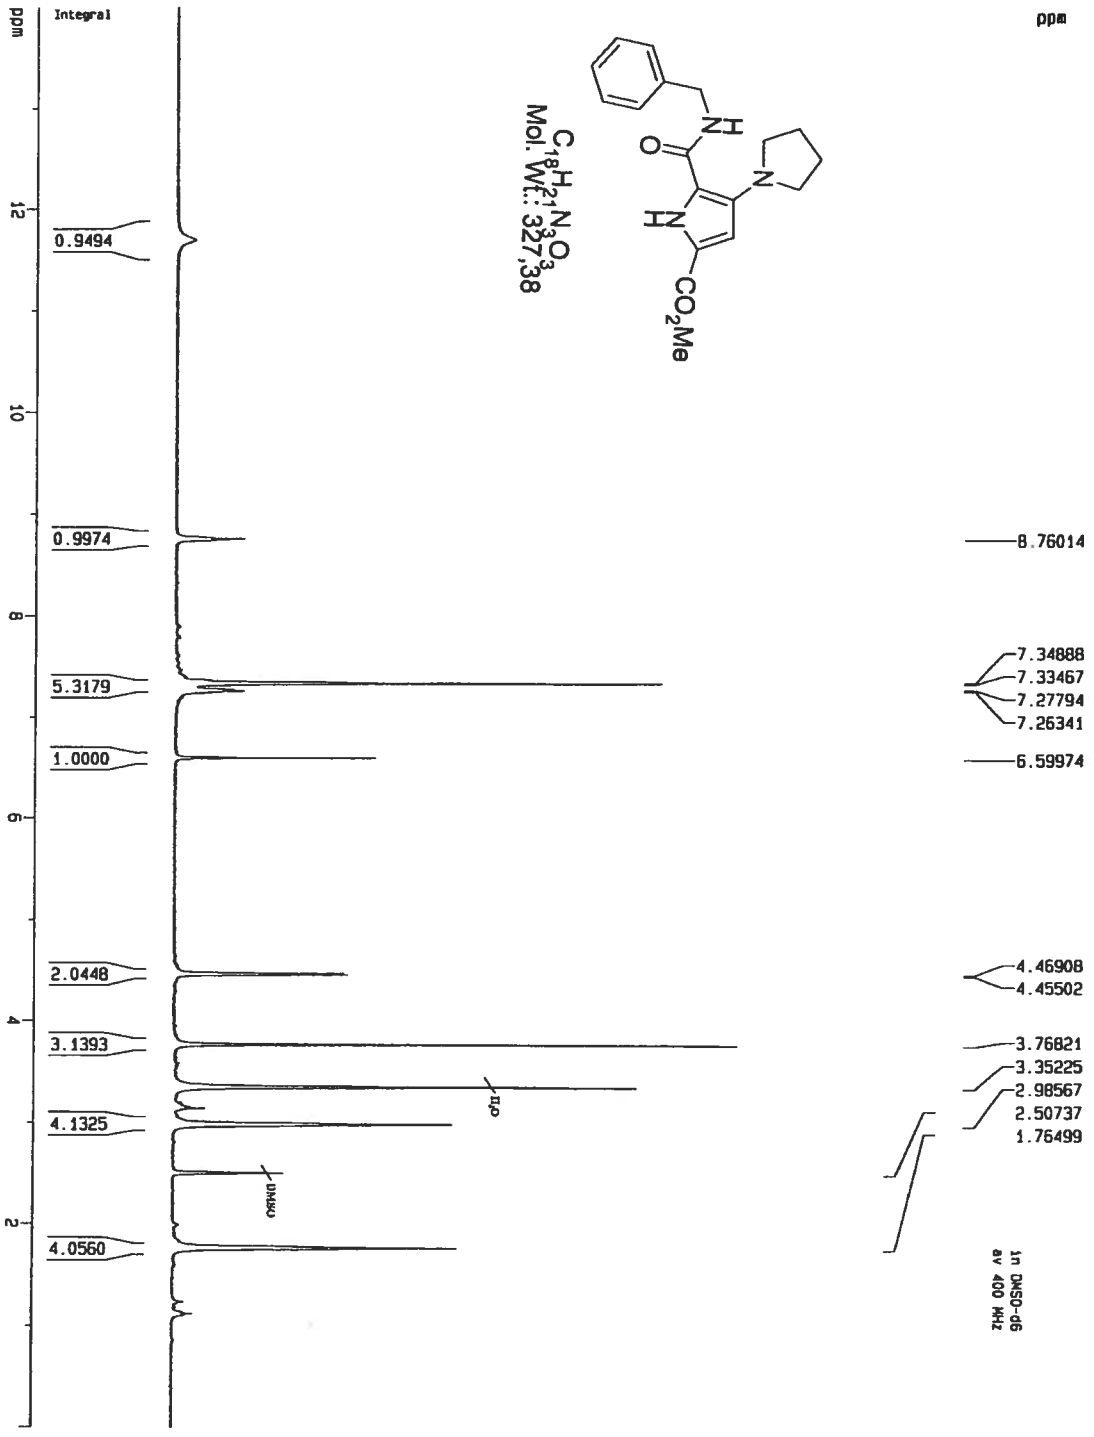 ppm
Integral
ppm
12
10
8
6
4
2
0.9494
0.9974
5.3179
1.0000
2.0448
3.1393
4.1325
4.0560
NH
O
N
HN
CO2Me
C18H21N3O3
Mol. Wt.: 327,38
H2O
DMSO
8.76014
7.34888
7.33467
7.27794
7.26341
6.59974
4.46908
4.45502
3.76821
3.35225
2.98567
2.50737
1.76499
in DMSO-d6
av 400 MHz